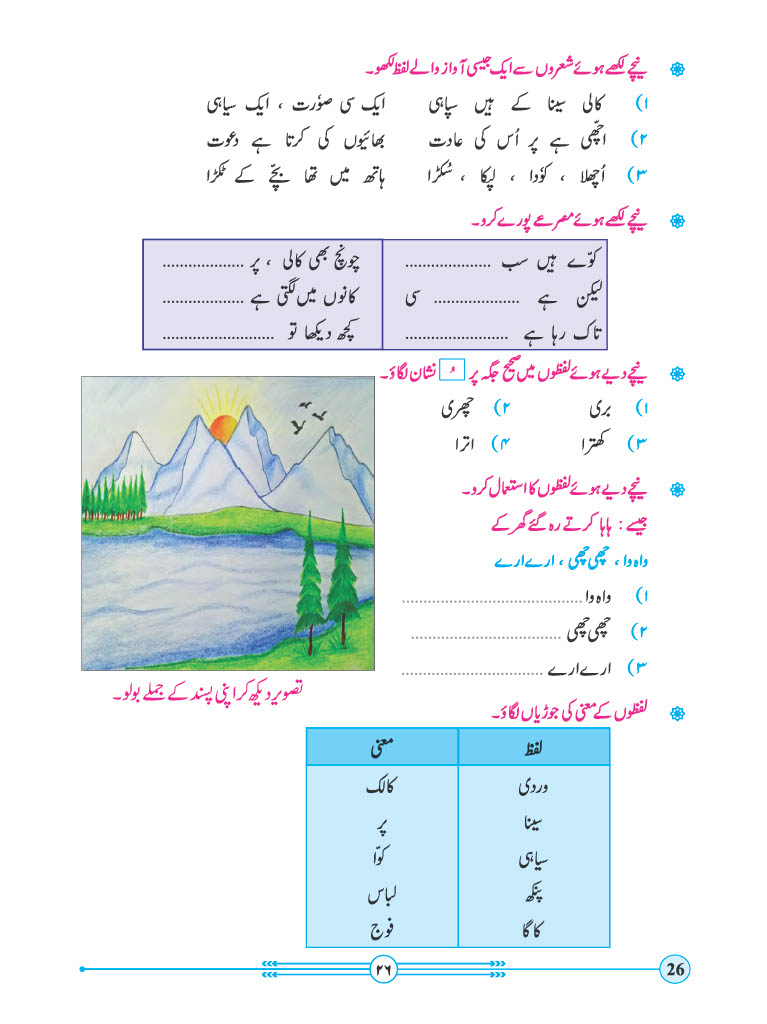 نیچے لکھے ہوئے شعروں سے ایک جیسی آواز والے لفظ لکھو۔
۱) کالی سینا کے ہیں سپاہی ایک سی صوٗرت ، ایک سیاہی
۲) اچھّی ہے پر اُس کی عادت بھائیوں کی کرتا ہے دعوت
۳) اُچھلا ، کوٗدا ، لپکا ، سُکڑا ہاتھ میں تھا بچّے کے ٹکڑا
نیچے لکھے ہوئے مصرعے پورے کرو۔
کوّے ہیں سب .................... چونچ بھی کالی ، پر ...................
لیکن ہے .................... سی کانوں میں لگتی ہے ...................
تاک رہا ہے ........................ کچھ دیکھا تو ..........................
نیچے دیے ہوئے لفظوں میں صحیح جگہ پر ُ نشان لگاؤ۔
۱) بری ۲) چھری
۳) کھترا ۴) اترا
نیچے دیے ہوئے لفظوں کا استعمال کرو۔
جیسے : ہاہا کرتے رہ گئے گھر کے
واہ وا ، چھی چھی ، ارے ارے
۱) واہ وا ..........................................
۲) چھی چھی ...................................
۳) ارے ارے .................................
تصویر دیکھ کر اپنی پسند کے جملے بولو۔
لفظوں کے معنی کی جوڑیاں لگاؤ۔
لفظ معنی
وردی کالک
سینا پر
سیاہی کوّا
پنکھ لباس
کاگا فوج
۲۶ 26